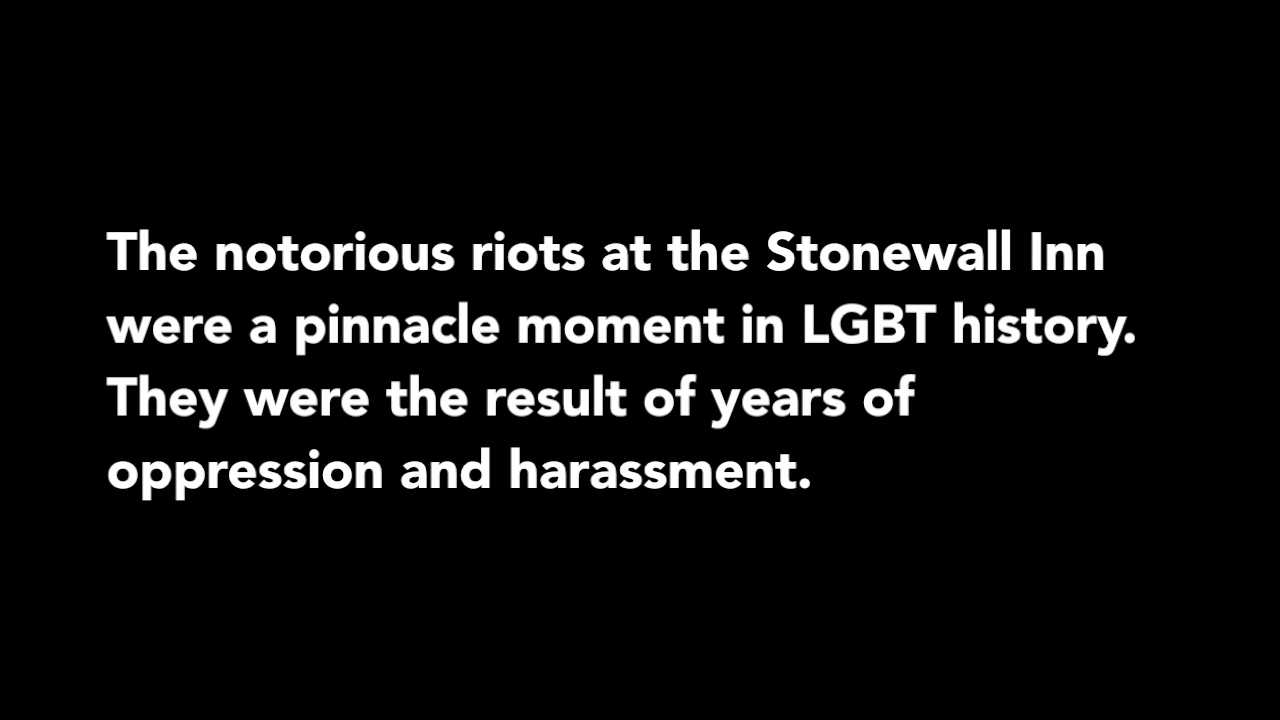 The notorious riots at the Stonewall Inn
were a pinnacle moment in LGBT history.
They were the result of years of
oppression and harassment.